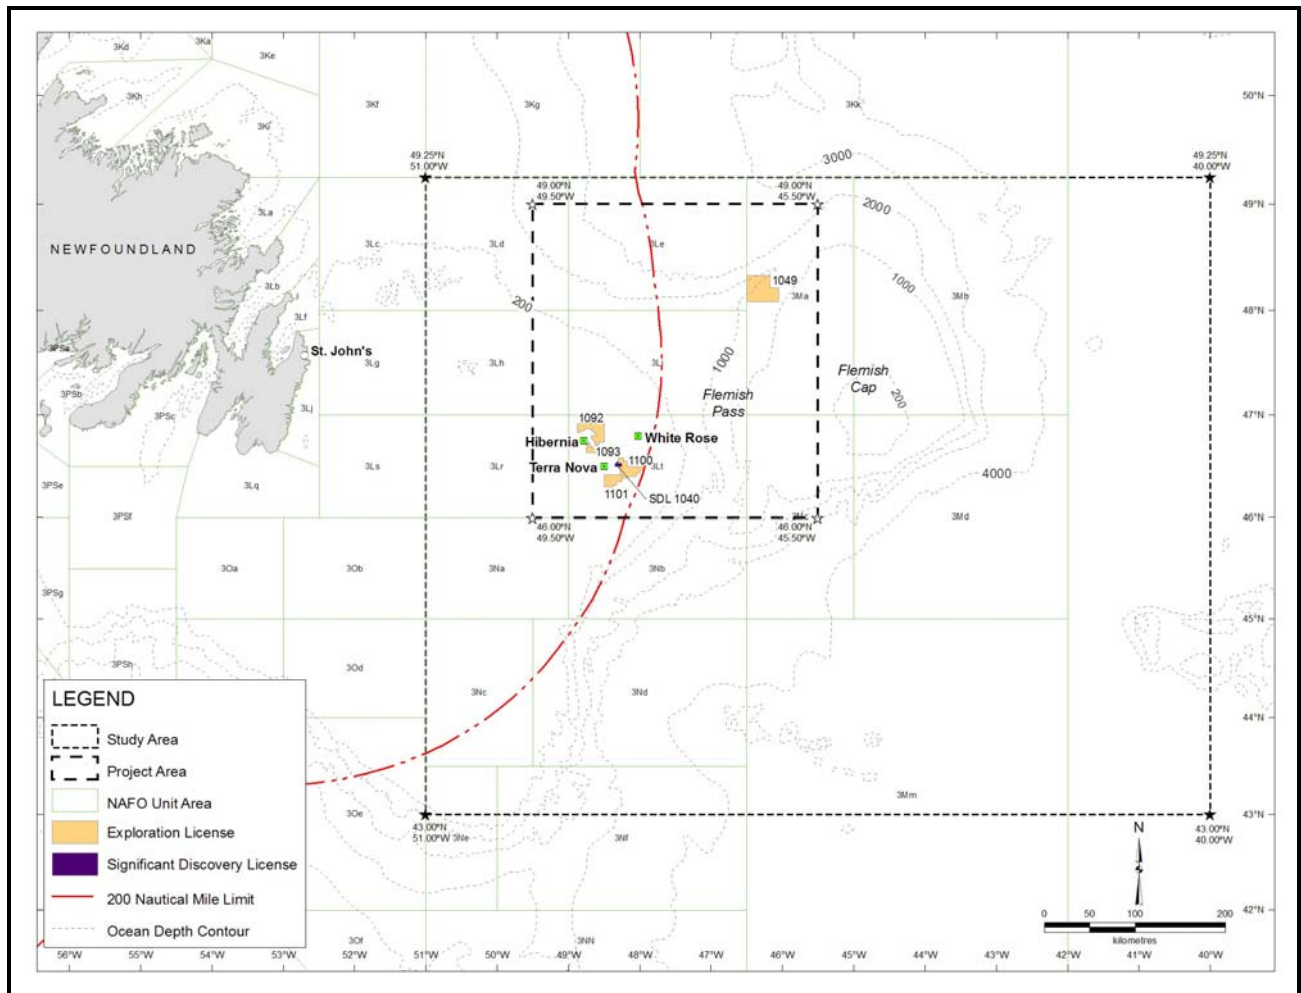 3Kd
3Ka
3Ke
3Kh
3Ki
3Kf
3Kg
3Kk
50°N
49.25°N
51.00°W
3000
49.25°N
40.00°W
49.00°N
49.50°W
49.00°N
45.50°W
2000
49°N
3La
NEWFOUNDLAND
3Lc
3Ld
3Le
1049
1000
3Lb
3Ma
3Mb
200
48°N
3Lf
St. John's
3PSa
3Lg
3Lh
1000
Flemish
Pass
Flemish
Cap
200
3PSb
3PSc
3Lj
47°N
1092
Hibernia
White Rose
1093
1100
Terra Nova
3Ls
3Lr
3Lt
4000
1101
SDL 1040
3PSe
3Lq
3PSf
46.00°N
49.50°W
46.00°N
45.50°W
3Md
46°N
3Oa
3Ob
3Na
3Nb
3PSg
45°N
3PSh
3Od
3Nc
3Nd
44°N
LEGEND
Study Area
Project Area
NAFO Unit Area
Exploration License
Significant Discovery License
200 Nautical Mile Limit
Ocean Depth Contour
3Oe
3Mm
43.00°N
51.00°W
3Ne
3Nf
43.00°N
40.00°W
43°N
N
0 50 100 200
kilometres
42°N
3Of
3NN
56°W 55°W 54°W 53°W 52°W 51°W 50°W 49°W 48°W 47°W 46°W 45°W 44°W 43°W 42°W 41°W 40°W